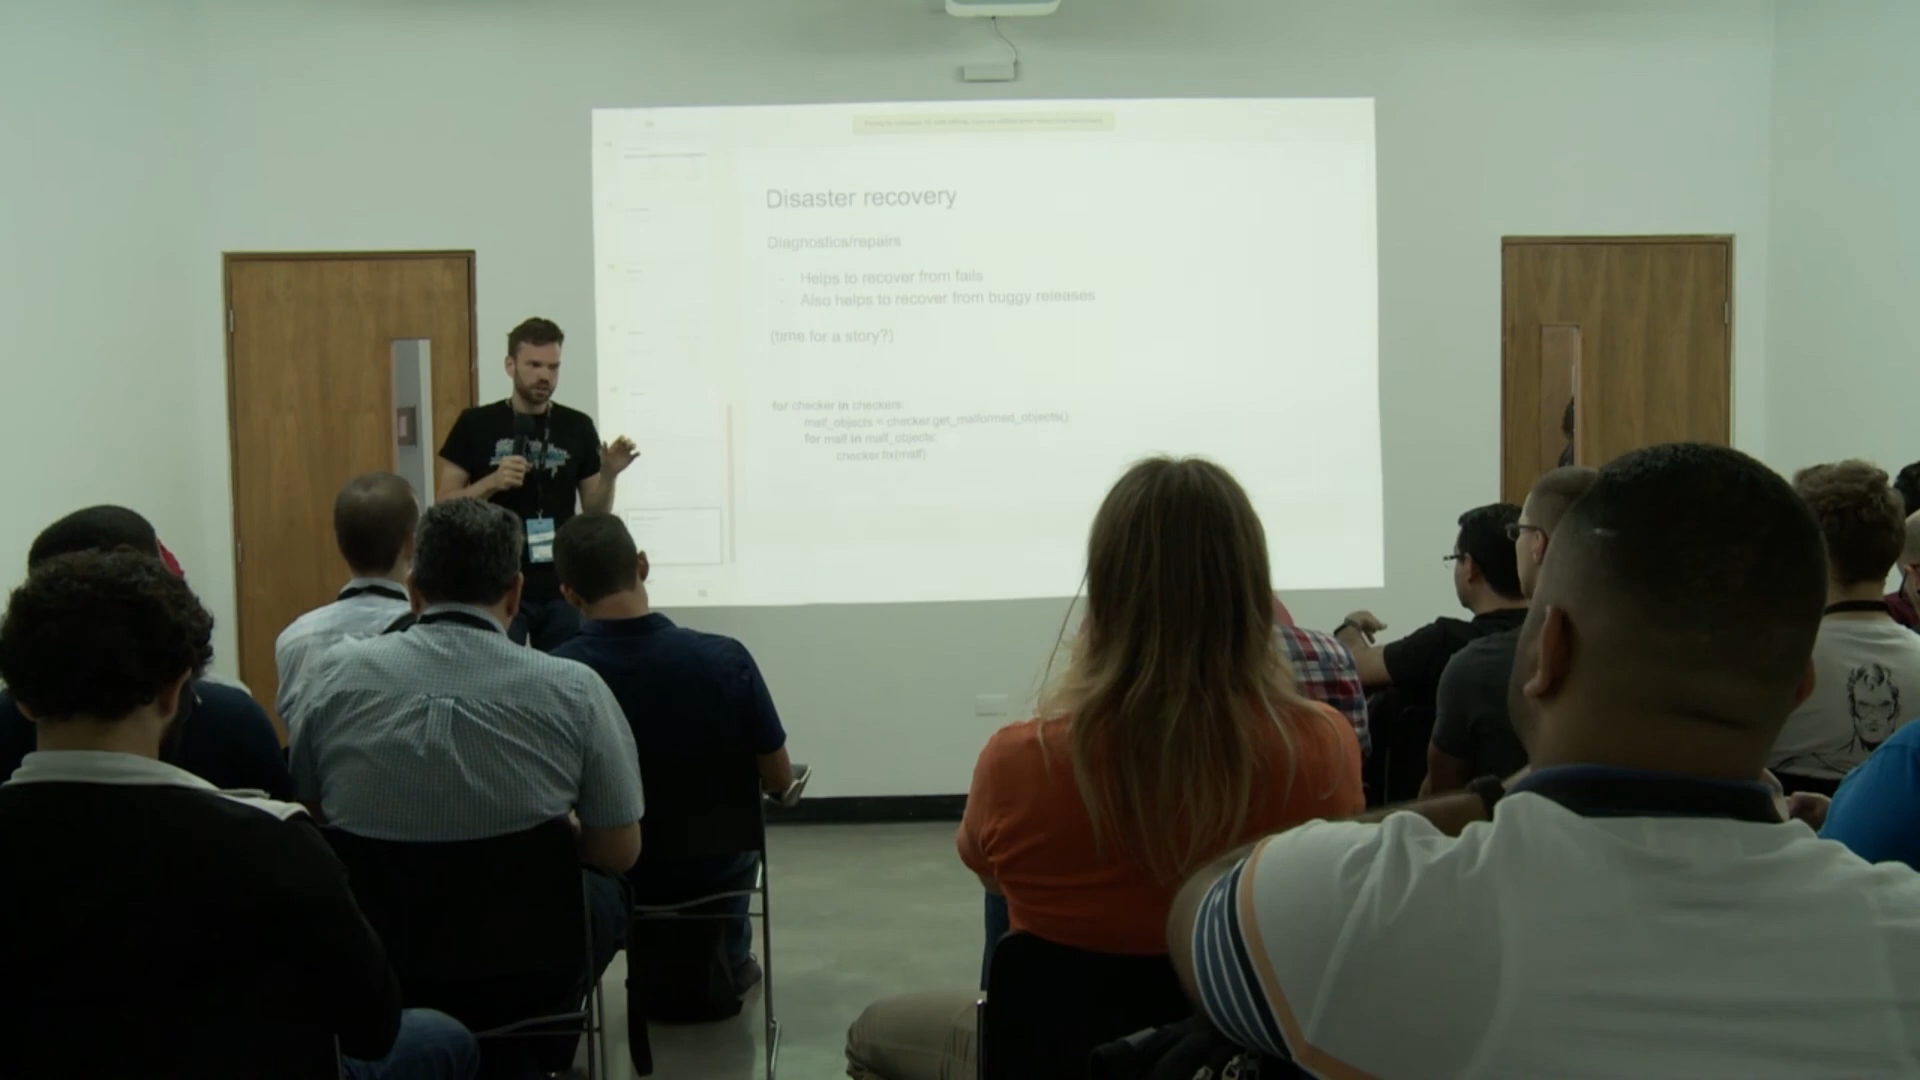 Disaster recovery
Diagnostics/repairs
- Helps to recover from fails
- Also helps to recover from buggy releases
(time for a story?)
for checker in checkers:
malf_objects = checker.get_malformed_objects()
for malf in malf_objects:
checker.fix(malf)